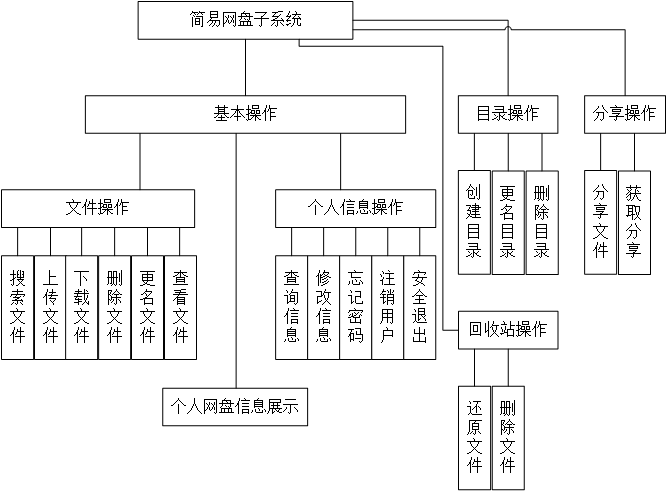 简易网盘子系统
基本操作
目录操作
分享操作
文件操作
个人信息操作
创建目录
更名目录
删除目录
分享文件
获取分享
搜索文件
上传文件
下载文件
删除文件
更名文件
查看文件
查询信息
修改信息
忘记密码
注销用户
安全退出
回收站操作
个人网盘信息展示
还原文件
删除文件